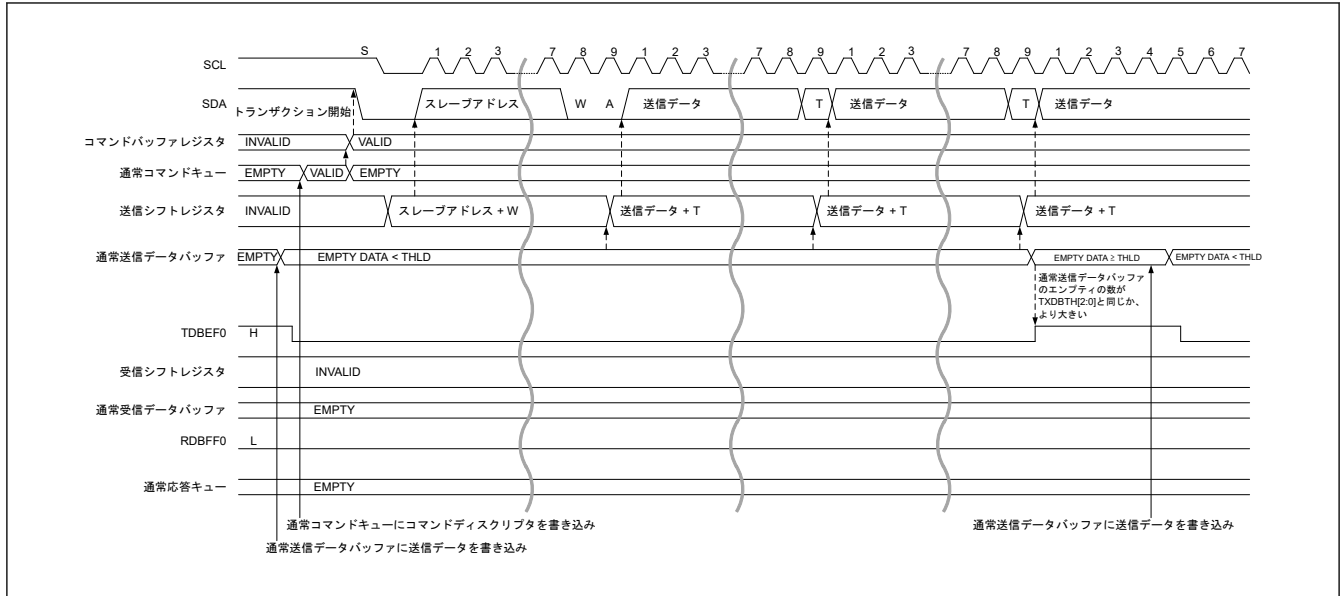 S 1 2 3 7 8 9 1 2 3 7 8 9 1 2 3 7 8 9 1 2 3 4 5 6 7
SCL
SDA トランザクション開始 スレーブアドレス W A 送信データ T 送信データ T 送信データ
コマンドバッファレジスタ INVALID VALID
通常コマンドキュー EMPTY VALID EMPTY
送信シフトレジスタ INVALID スレーブアドレス + W 送信データ + T 送信データ + T 送信データ + T
通常送信データバッファ EMPTY EMPTY DATA < THLD EMPTY DATA ≥ THLD EMPTY DATA < THLD
通常送信データバッファ
のエンプティの数が
TXDBTH[2:0]と同じか、
より大きい
TDBEF0 H
受信シフトレジスタ INVALID
通常受信データバッファ EMPTY
RDBFF0 L
通常応答キュー EMPTY
通常コマンドキューにコマンドディスクリプタを書き込み 通常送信データバッファに送信データを書き込み
通常送信データバッファに送信データを書き込み